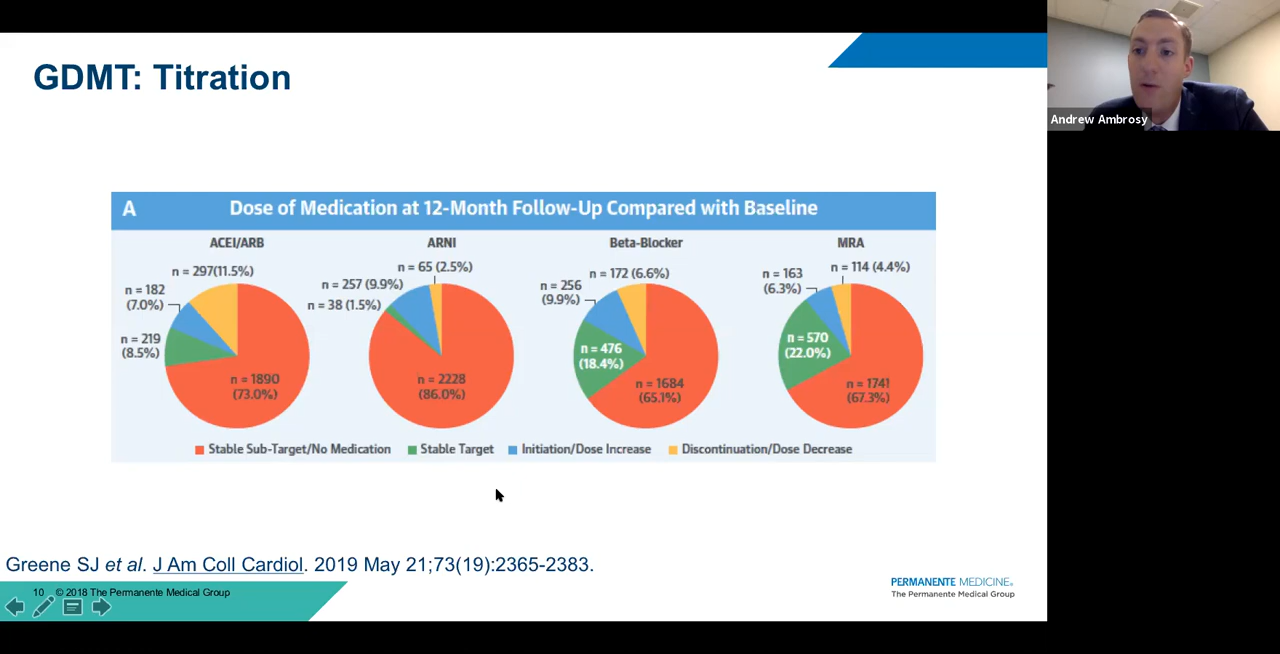 GDMT: Titration
Andrew Ambrosy
A
Dose of Medication at 12-Month Follow-Up Compared with Baseline
ACEI/ARB
n = 297(11.5%)
n = 182
(7.0%)
n = 219
(8.5%)
n = 1890
(73.0%)
ARNI
n = 65 (2.5%)
n = 257 (9.9%)
n = 38 (1.5%)
n = 2228
(86.0%)
Beta-Blocker
n = 172 (6.6%)
n = 256
(9.9%)
n = 476
(18.4%)
n = 1684
(65.1%)
MRA
n = 114 (4.4%)
n = 163
(6.3%)
n = 570
(22.0%)
n = 1741
(67.3%)
Stable Sub-Target/No Medication
Stable Target
Initiation/Dose Increase
Discontinuation/Dose Decrease
Greene SJ et al. J Am Coll Cardiol. 2019 May 21;73(19):2365-2383.
10 © 2018 The Permanente Medical Group
PERMANENTE MEDICINE®
The Permanente Medical Group